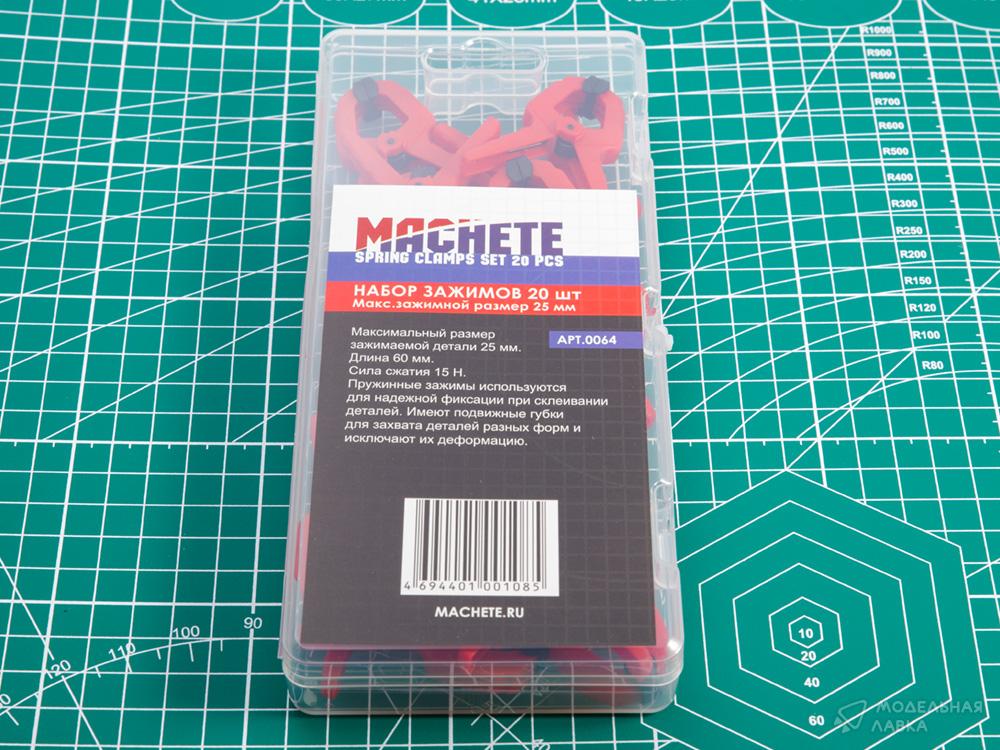 MACHETE
SPRING CLAMPS SET 20 PCS
НАБОР ЗАЖИМОВ 20 шт
Макс.зажимной размер 25 мм
АРТ.0064
Максимальный размер
зажимаемой детали 25 мм.
Длина 60 мм.
Сила сжатия 15 Н.
Пружинные зажимы используются
для надежной фиксации при склеивании
деталей. Имеют подвижные губки
для захвата деталей разных форм и
исключают их деформацию.
4 694401 001085
MACHETE.RU
R1000
R900
R800
R700
R600
R500
R400
R300
R250
R200
R150
R120
R100
R80
120
110
100
90
10
20
40
60
МОДЕЛЬНАЯ
ЛАВКА